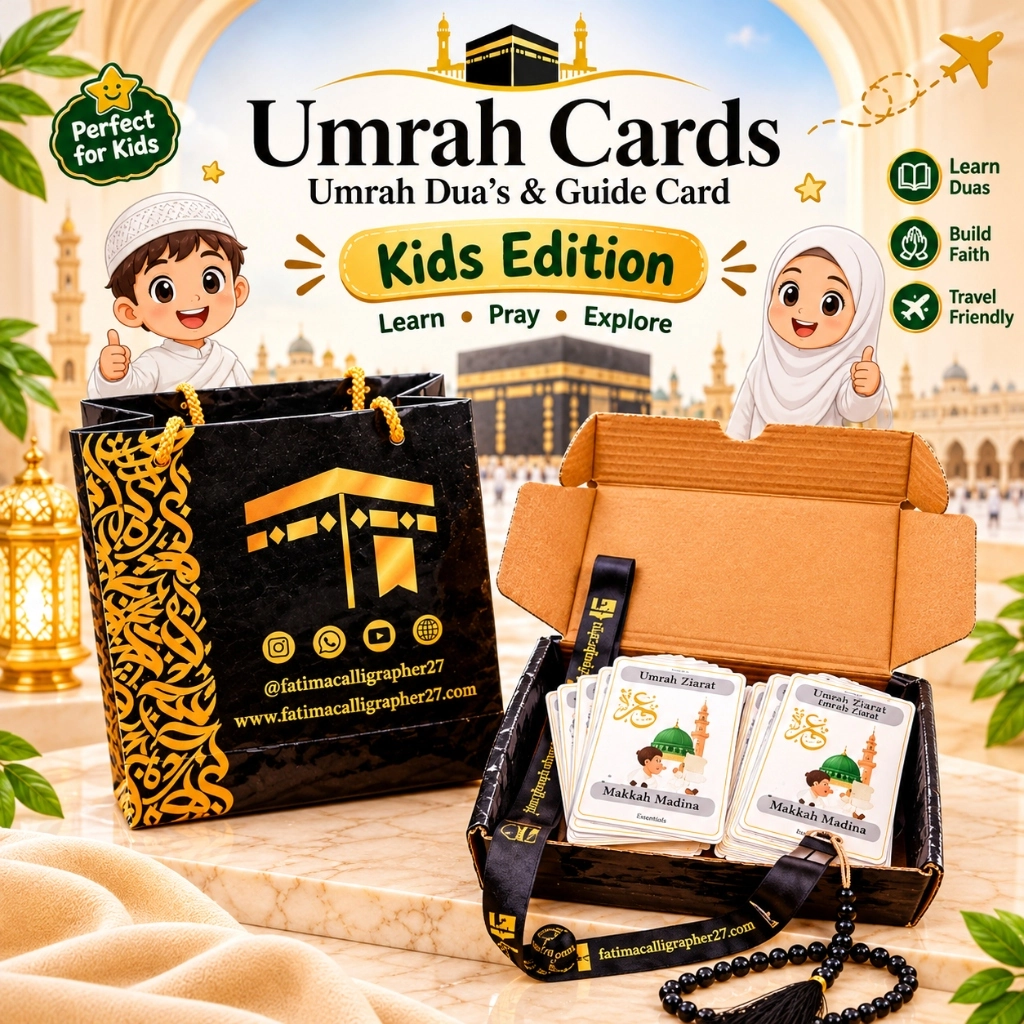 Perfect
for Kids
Umrah Cards
Umrah Dua's & Guide Card
Kids Edition
Learn • Pray • Explore
Learn
Duas
Build
Faith
Travel
Friendly
@fatimacalligrapher27
www.fatimacalligrapher27.com
Umrah Ziarat
Makkah Madina
Essentials
Umrah Ziarat
Makkah Madina
fatimacalligrapher27.com